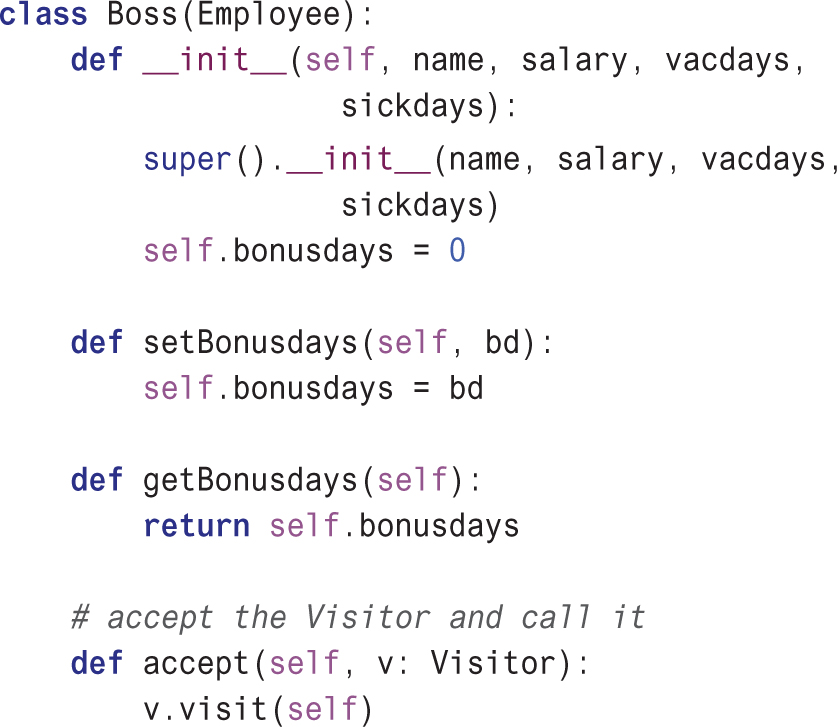 class Boss(Employee):
    def __init__(self, name, salary, vacdays,
                   sickdays):
        super().__init__(name, salary, vacdays,
                   sickdays)
        self.bonusdays = 0

    def setBonusdays(self, bd):
        self.bonusdays = bd

    def getBonusdays(self):
        return self.bonusdays

    # accept the Visitor and call it
    def accept(self, v: Visitor):
        v.visit(self)